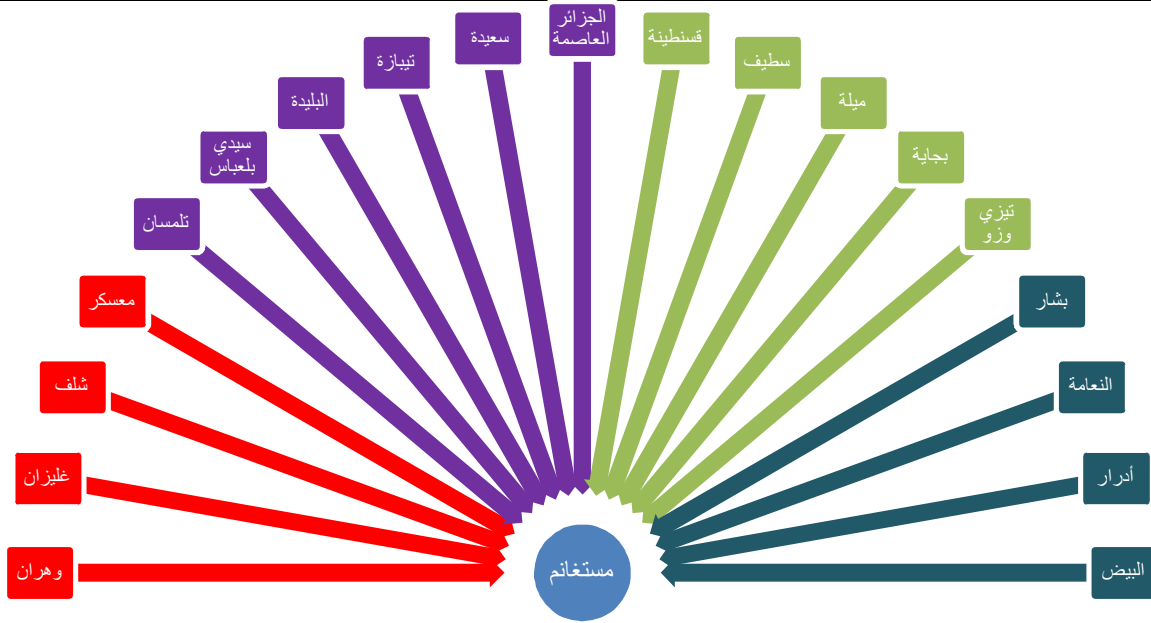 الجزائر
العاصمة
قسنطينة
سطيف
ميلة
بجاية
تيزي
وزو
بشار
النعامة
أدرار
البيض
سعيدة
تيبازة
البليدة
سيدي
بلعباس
تلمسان
معسكر
شلف
غليزان
وهران
مستغانم